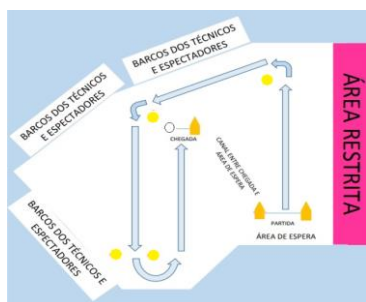 BARCOS DOS TÉCNICOS
E ESPECTADORES
BARCOS DOS TÉCNICOS
E ESPECTADORES
CHEGADA
CANAL ENTRE CHEGADA E
ÁREA DE ESPERA
ÁREA RESTRITA
BARCOS DOS TÉCNICOS E
ESPECTADORES
PARTIDA
ÁREA DE ESPERA